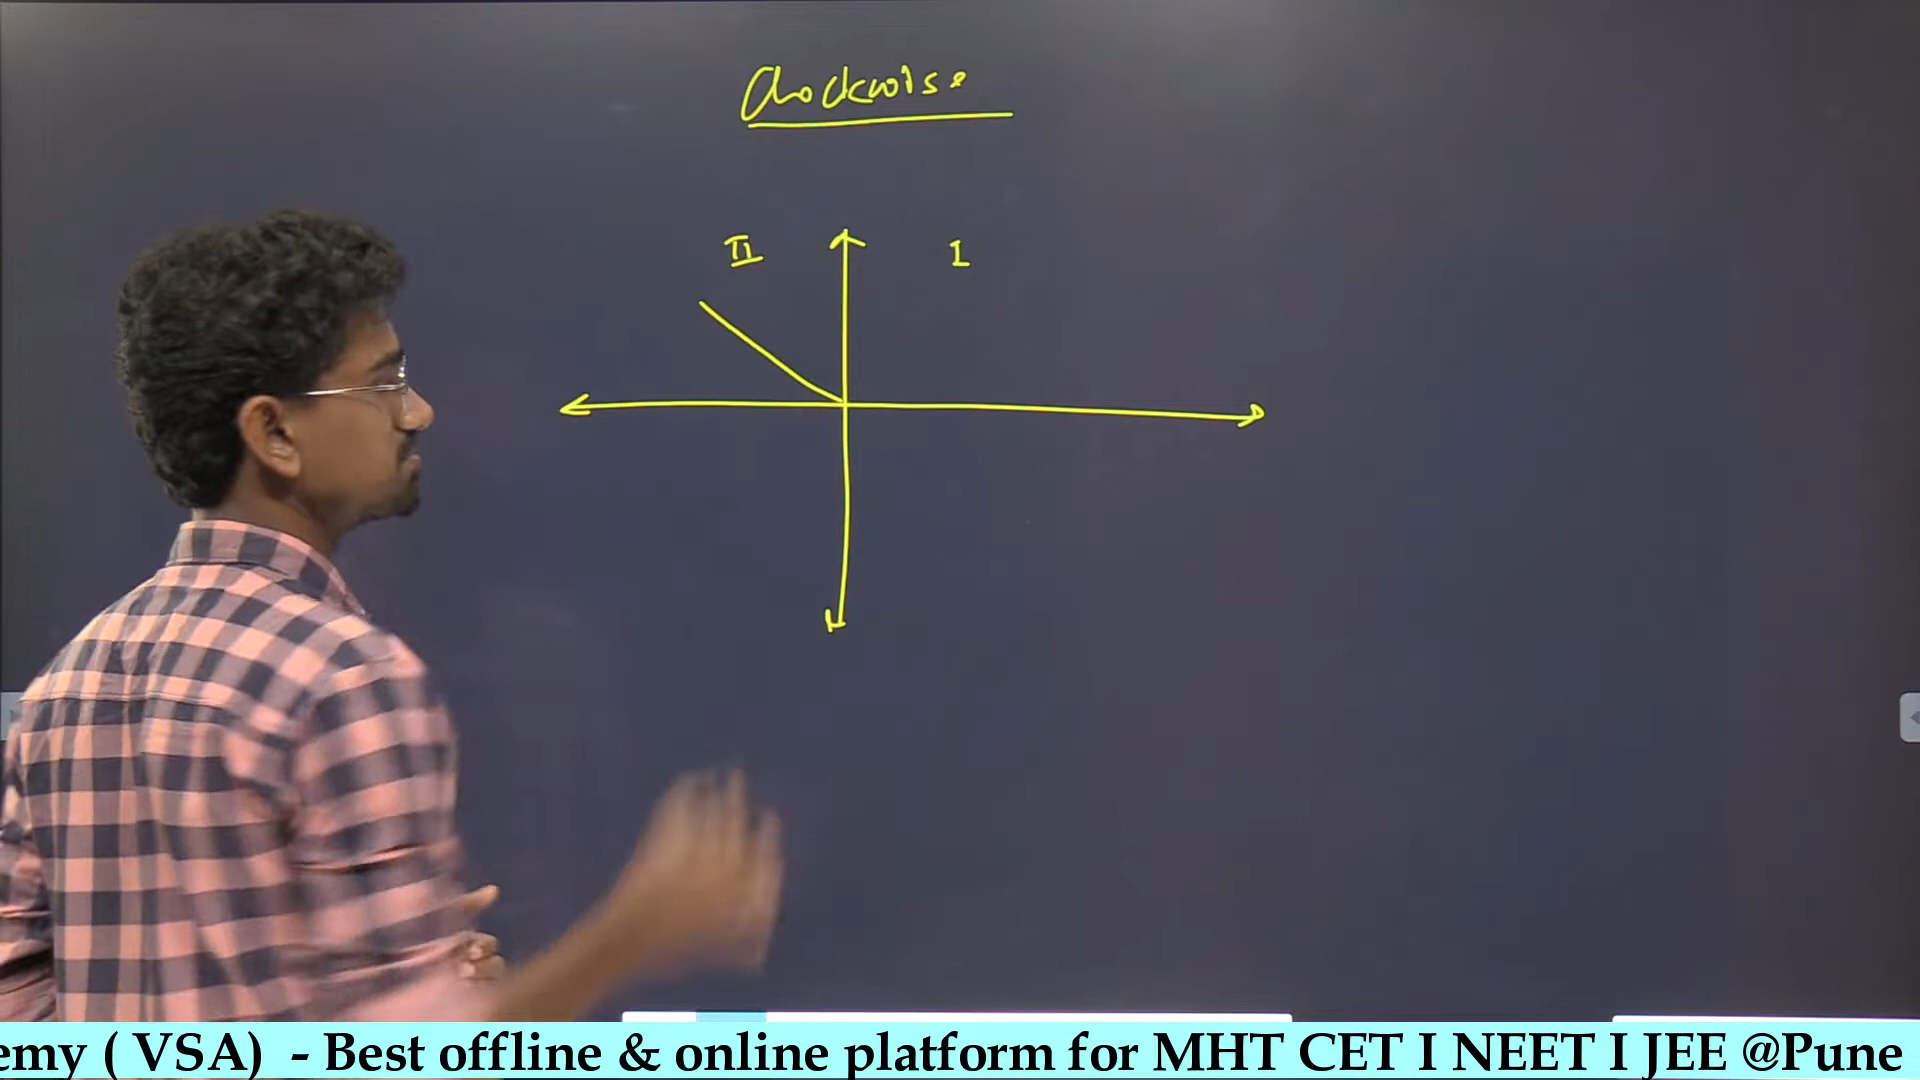 Clockwise
II I
emy ( VSA) - Best offline & online platform for MHT CET I NEET I JEE @Pune